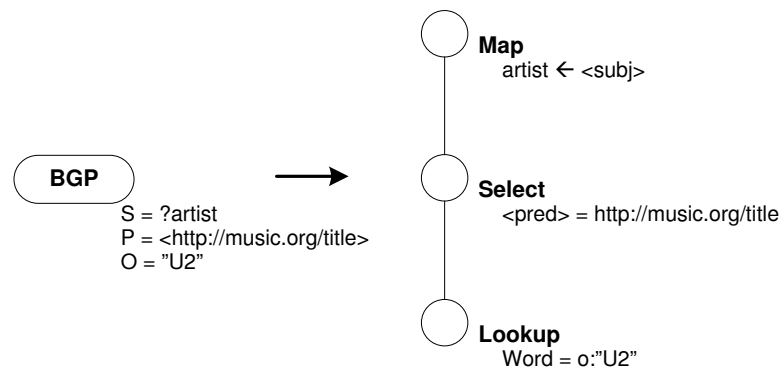 BGP
S = ?artist
P = <http://music.org/title>
O = ”U2”
Map
artist ← <subj>
Select
<pred> = http://music.org/title
Lookup
Word = o:”U2”